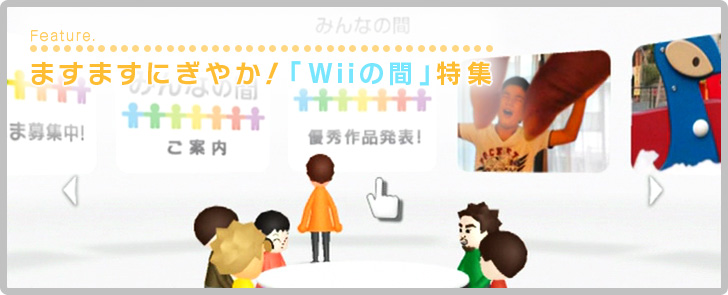 みんなの間
Feature.
ますますにぎやか!「Wiiの間」特集
みんなの間
ま募集中!
ご案内
優秀作品発表!